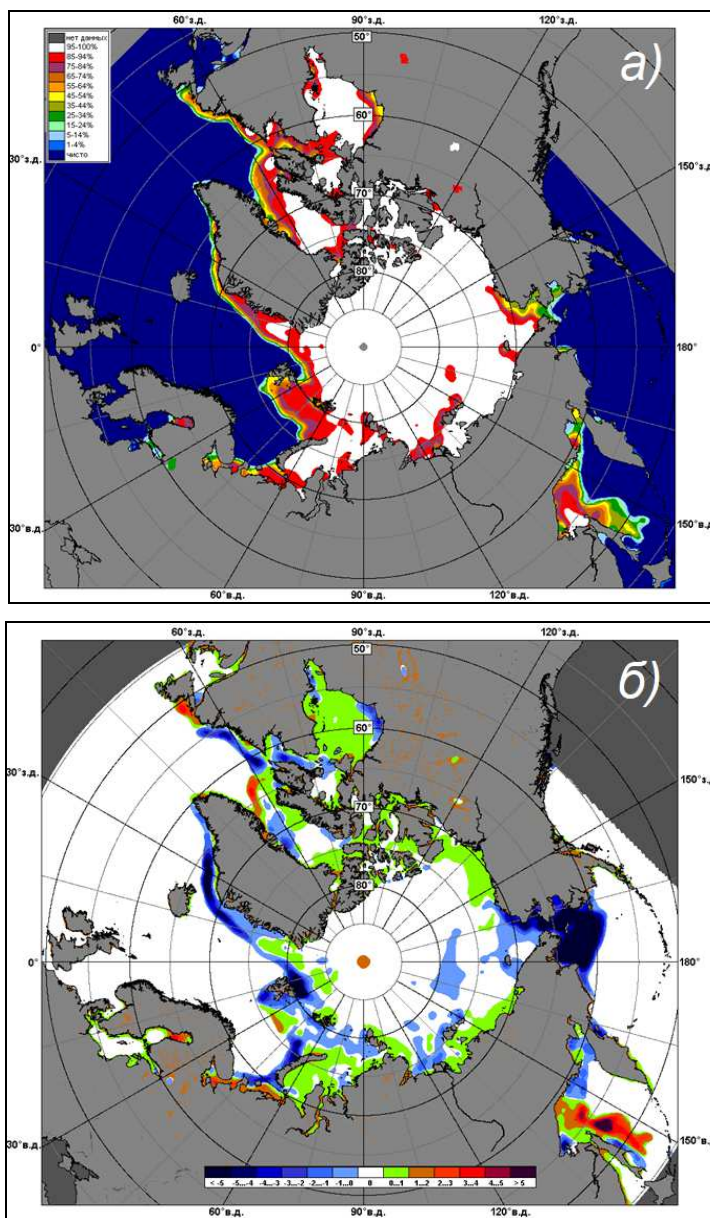 60°з.д.
90°з.д.
120°з.д.
нет данных
95-100%
85-94%
75-84%
65-74%
55-64%
45-54%
35-44%
25-34%
15-24%
5-14%
1-4%
чисто
50°
а)
60°
30°з.д.
150°з.д.
70°
80°
0°
180°
30°в.д.
150°в.д.
60°в.д.
90°в.д.
120°в.д.
60°з.д.
90°з.д.
120°з.д.
50°
б)
60°
30°з.д.
150°з.д.
70°
80°
0°
180°
30°в.д.
150°в.д.
< -5 -5...-4 -4...-3 -3...-2 -2...-1 -1...0 0 0...1 1...2 2...3 3...4 4...5 > 5
60°в.д.
90°в.д.
120°в.д.